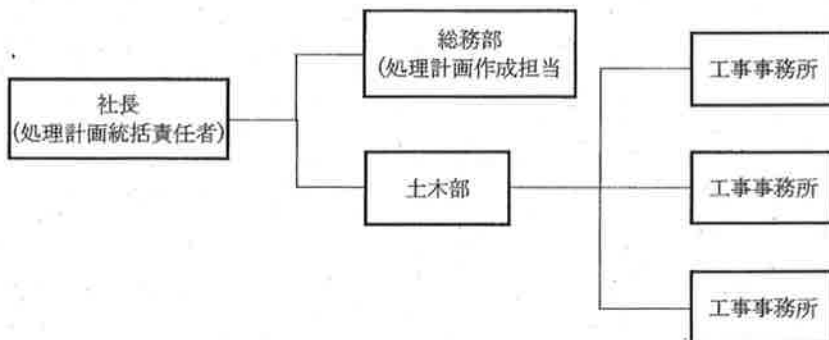 社長
(処理計画統括責任者)
総務部
(処理計画作成担当
土木部
工事事務所
工事事務所
工事事務所